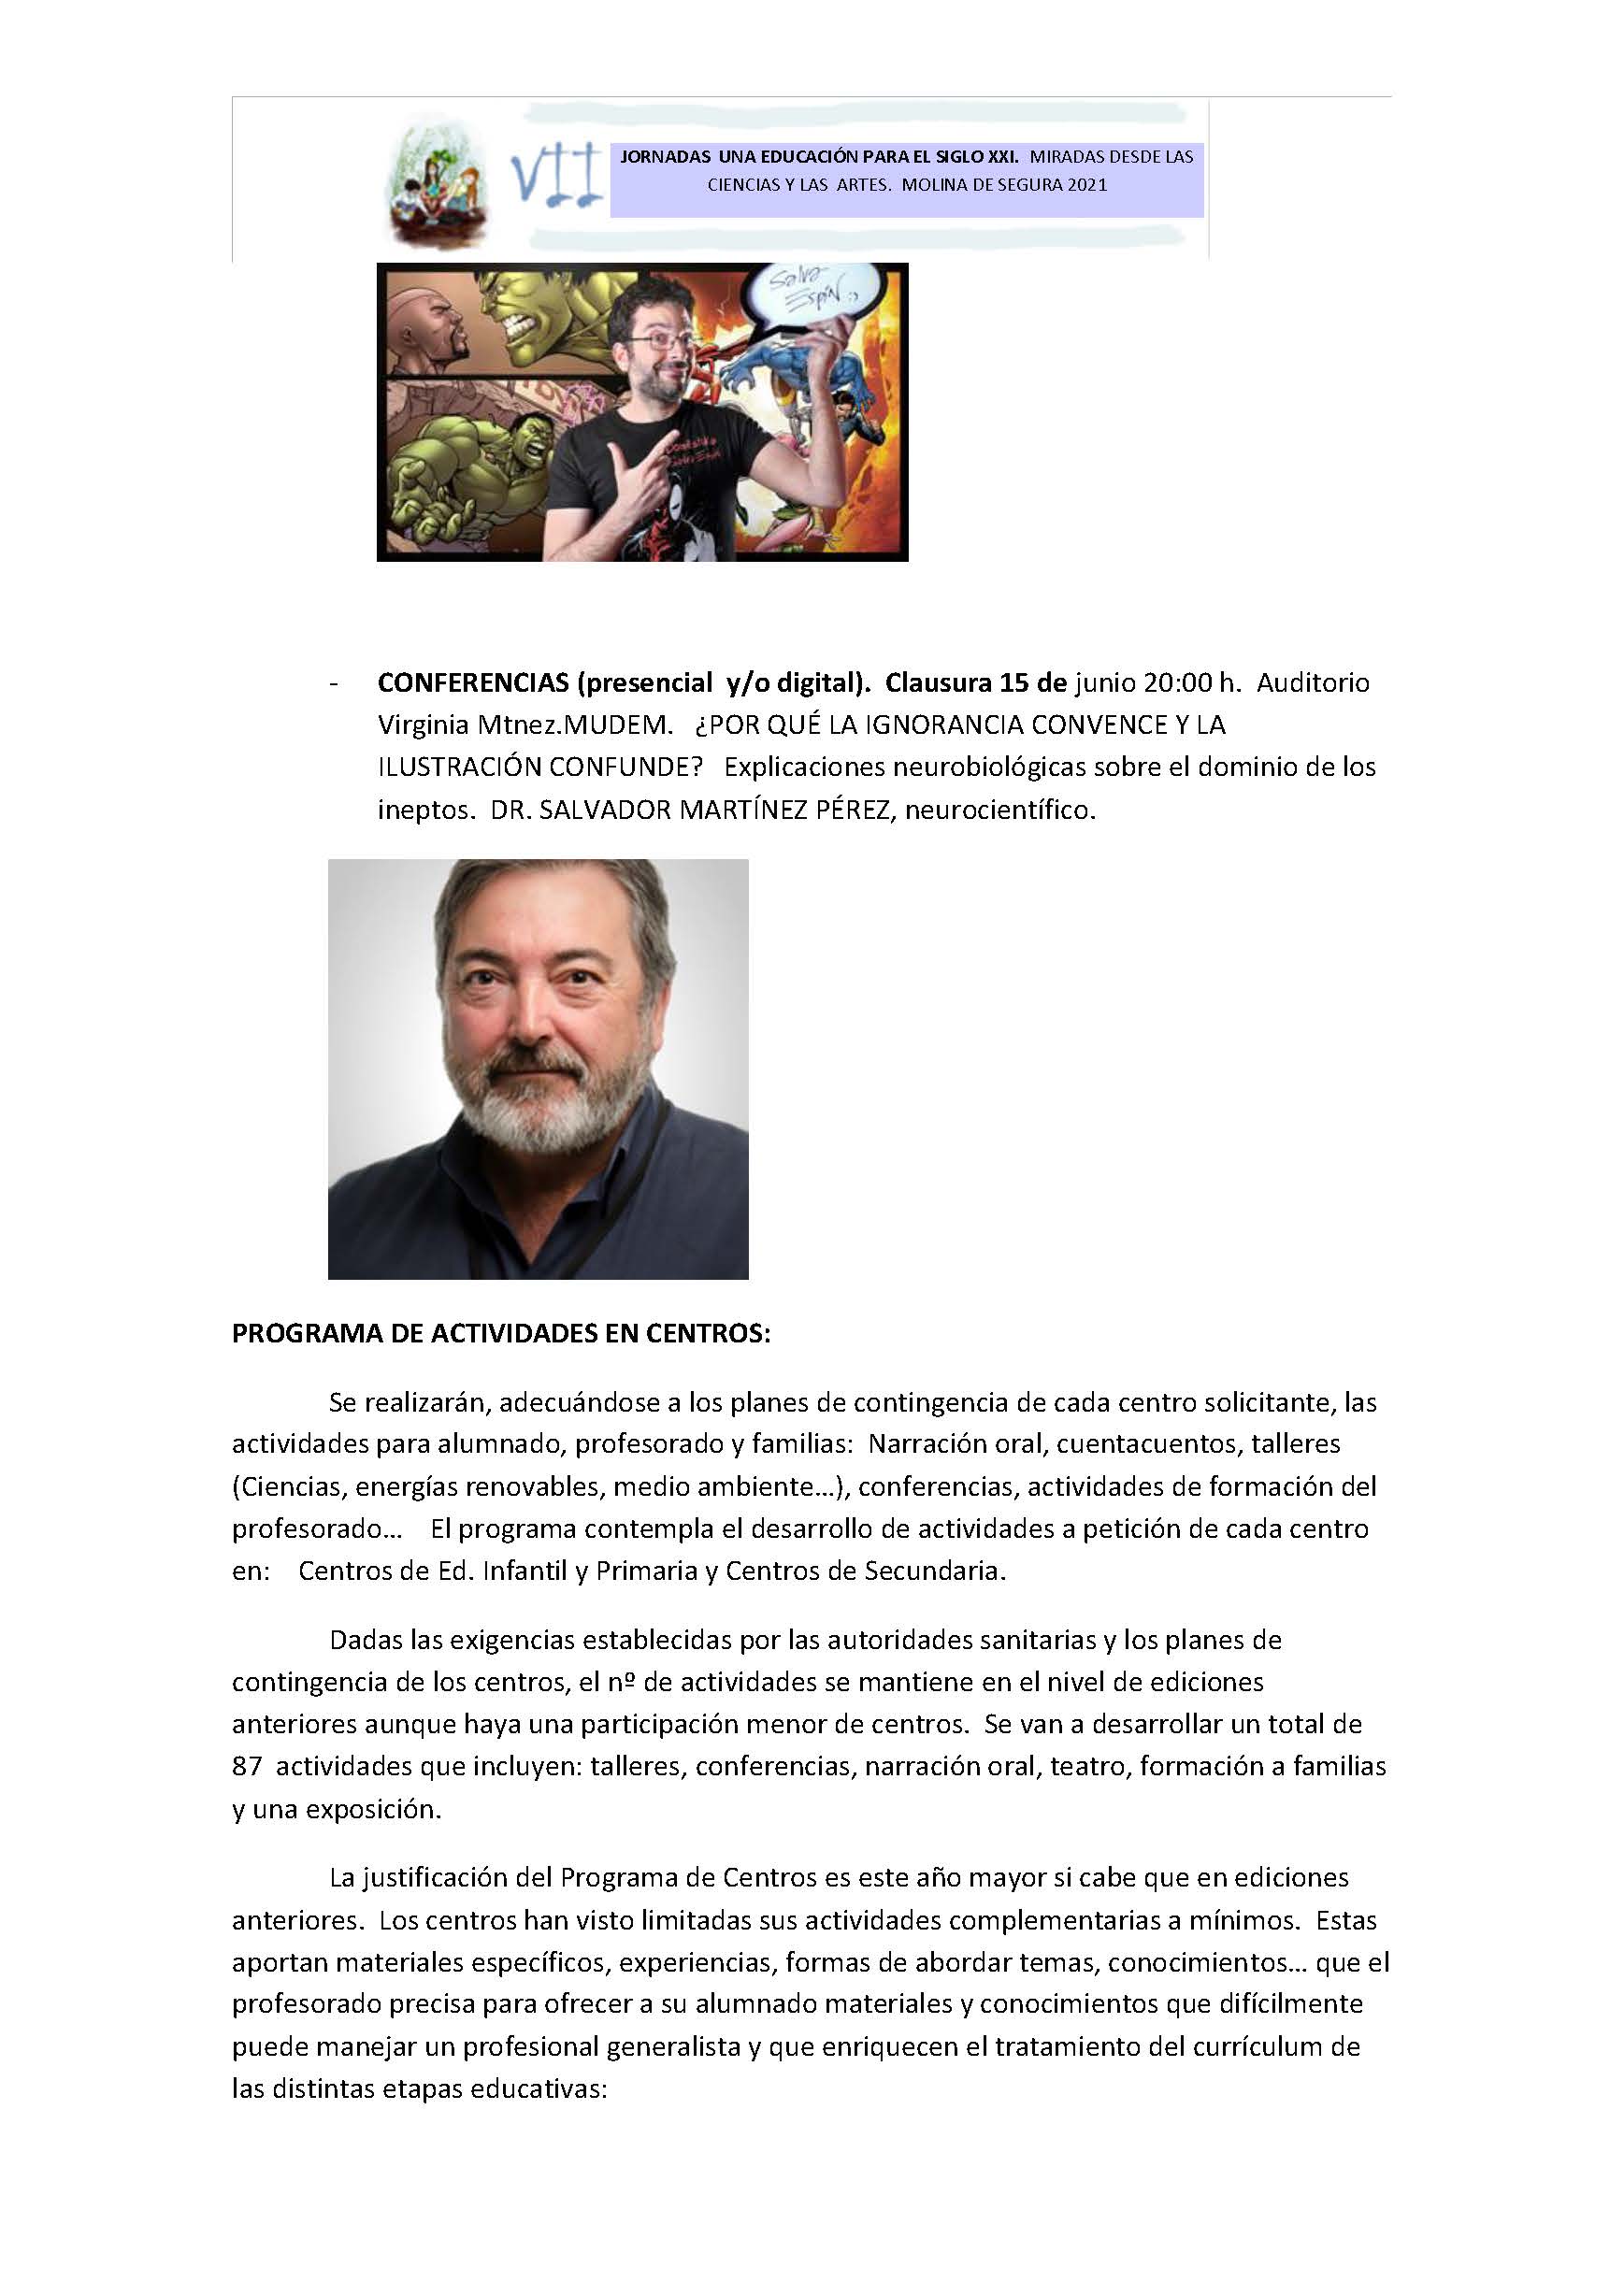 VII
JORNADAS UNA EDUCACIÓN PARA EL SIGLO XXI. MIRADAS DESDE LAS
CIENCIAS Y LAS ARTES. MOLINA DE SEGURA 2021
Salva
Espín :)
- CONFERENCIAS (presencial y/o digital). Clausura 15 de junio 20:00 h. Auditorio
Virginia Mtnez.MUDEM. ¿POR QUÉ LA IGNORANCIA CONVENCE Y LA
ILUSTRACIÓN CONFUNDE? Explicaciones neurobiológicas sobre el dominio de los
ineptos. DR. SALVADOR MARTÍNEZ PÉREZ, neurocientífico.
PROGRAMA DE ACTIVIDADES EN CENTROS:
Se realizarán, adecuándose a los planes de contingencia de cada centro solicitante, las
actividades para alumnado, profesorado y familias: Narración oral, cuentacuentos, talleres
(Ciencias, energías renovables, medio ambiente…), conferencias, actividades de formación del
profesorado… El programa contempla el desarrollo de actividades a petición de cada centro
en: Centros de Ed. Infantil y Primaria y Centros de Secundaria.
Dadas las exigencias establecidas por las autoridades sanitarias y los planes de
contingencia de los centros, el nº de actividades se mantiene en el nivel de ediciones
anteriores aunque haya una participación menor de centros. Se van a desarrollar un total de
87 actividades que incluyen: talleres, conferencias, narración oral, teatro, formación a familias
y una exposición.
La justificación del Programa de Centros es este año mayor si cabe que en ediciones
anteriores. Los centros han visto limitadas sus actividades complementarias a mínimos. Estas
aportan materiales específicos, experiencias, formas de abordar temas, conocimientos… que el
profesorado precisa para ofrecer a su alumnado materiales y conocimientos que difícilmente
puede manejar un profesional generalista y que enriquecen el tratamiento del currículum de
las distintas etapas educativas: